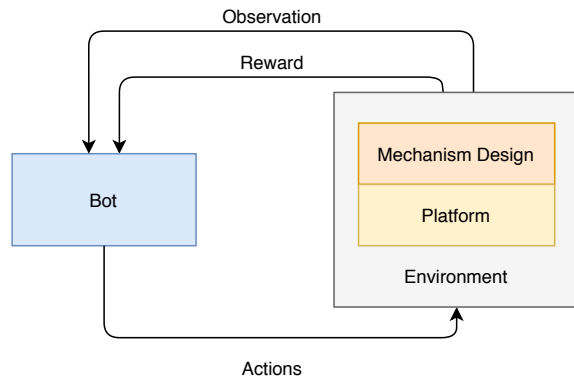 Observation
Reward
Mechanism Design
Bot
Platform
Environment
Actions